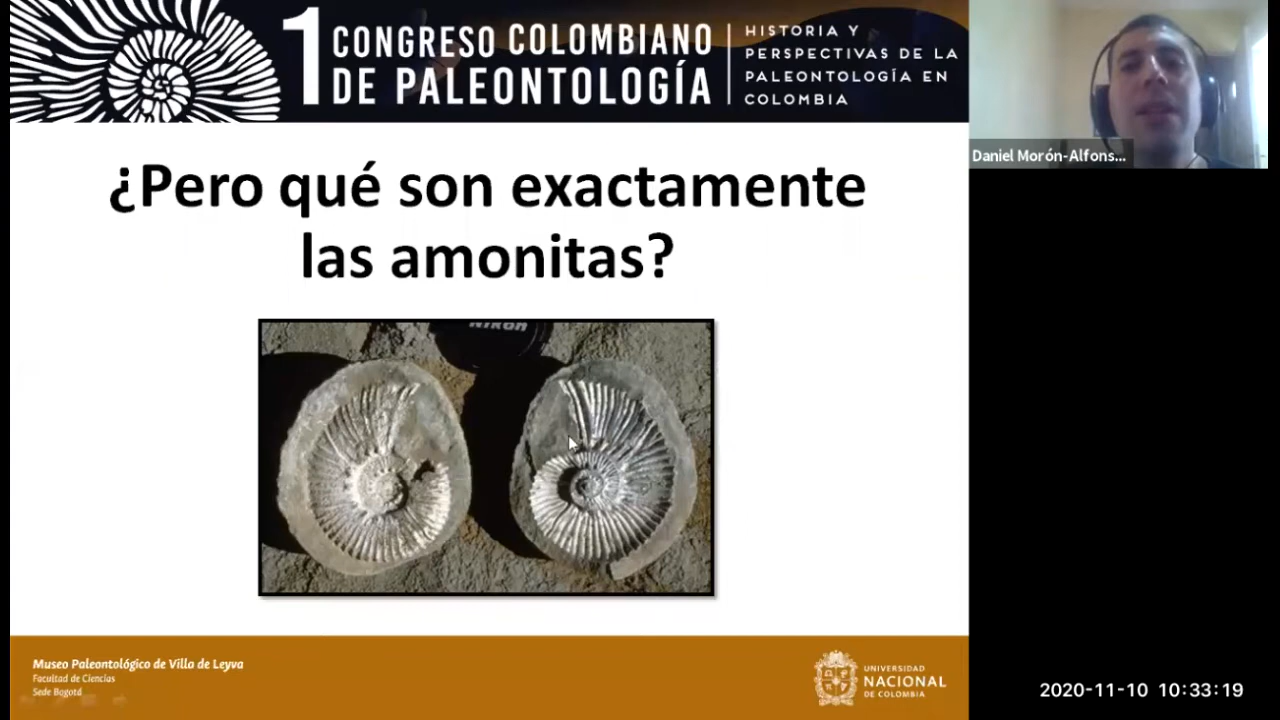 1 CONGRESO COLOMBIANO
DE PALEONTOLOGÍA
HISTORIA Y
PERSPECTIVAS DE LA
PALEONTOLOGÍA EN
COLOMBIA
Daniel Morón-Alfons...
¿Pero qué son exactamente
las amonitas?
NIKON
Museo Paleontológico de Villa de Leyva
Facultad de Ciencias
Sede Bogotá
UNIVERSIDAD
NACIONAL
DE COLOMBIA
2020-11-10 10:33:19